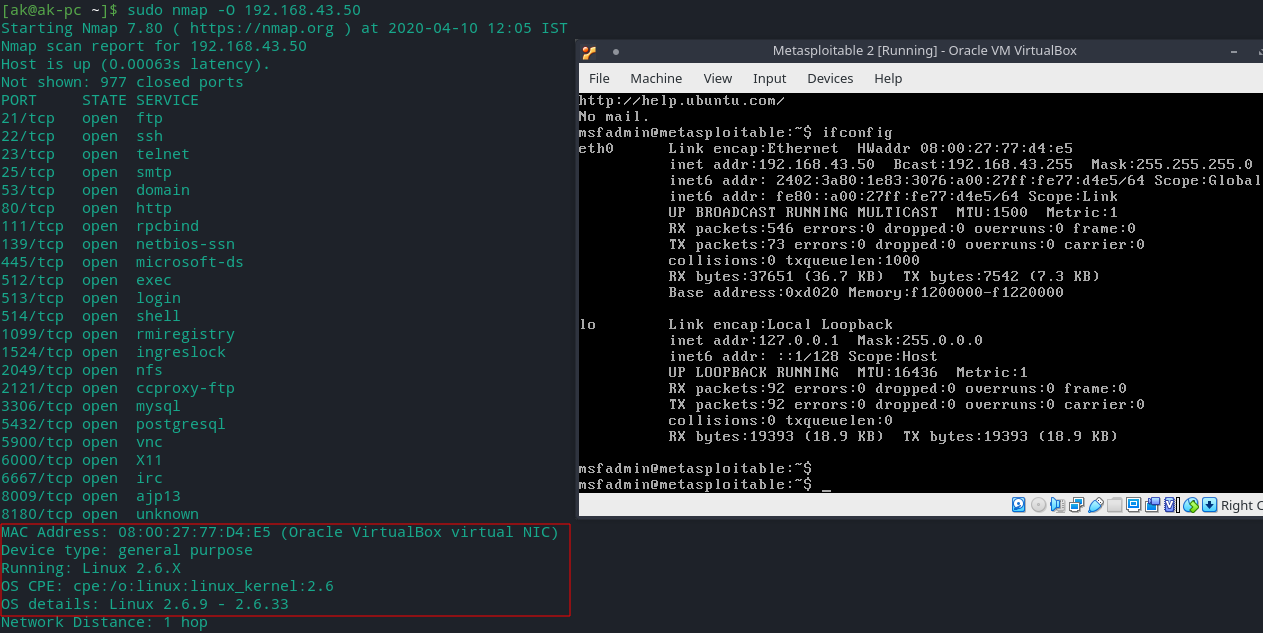 [ak@ak-pc ~]$ sudo nmap -O 192.168.43.50
Starting Nmap 7.80 ( https://nmap.org ) at 2020-04-10 12:05 IST
Nmap scan report for 192.168.43.50
Host is up (0.00063s latency).
Not shown: 977 closed ports
PORT     STATE SERVICE
21/tcp   open  ftp
22/tcp   open  ssh
23/tcp   open  telnet
25/tcp   open  smtp
53/tcp   open  domain
80/tcp   open  http
111/tcp  open  rpcbind
139/tcp  open  netbios-ssn
445/tcp  open  microsoft-ds
512/tcp  open  exec
513/tcp  open  login
514/tcp  open  shell
1099/tcp open  rmiregistry
1524/tcp open  ingreslock
2049/tcp open  nfs
2121/tcp open  ccproxy-ftp
3306/tcp open  mysql
5432/tcp open  postgresql
5900/tcp open  vnc
6000/tcp open  X11
6667/tcp open  irc
8009/tcp open  ajp13
8180/tcp open  unknown
MAC Address: 08:00:27:77:D4:E5 (Oracle VirtualBox virtual NIC)
Device type: general purpose
Running: Linux 2.6.X
OS CPE: cpe:/o:linux:linux_kernel:2.6
OS details: Linux 2.6.9 - 2.6.33
Network Distance: 1 hop
Metasploitable 2 [Running] - Oracle VM VirtualBox
File Machine View Input Devices Help
http://help.ubuntu.com/
No mail.
msfadmin@metasploitable:~$ ifconfig
eth0      Link encap:Ethernet  HWaddr 08:00:27:77:d4:e5
inet addr:192.168.43.50  Bcast:192.168.43.255  Mask:255.255.255.0
inet6 addr: 2402:3a80:1e83:3076:a00:27ff:fe77:d4e5/64 Scope:Global
inet6 addr: fe80::a00:27ff:fe77:d4e5/64 Scope:Link
UP BROADCAST RUNNING MULTICAST  MTU:1500  Metric:1
RX packets:546 errors:0 dropped:0 overruns:0 frame:0
TX packets:73 errors:0 dropped:0 overruns:0 carrier:0
collisions:0 txqueuelen:1000
RX bytes:37651 (36.7 KB)  TX bytes:7542 (7.3 KB)
Base address:0xd020 Memory:f1200000-f1220000
lo        Link encap:Local Loopback
inet addr:127.0.0.1  Mask:255.0.0.0
inet6 addr: ::1/128 Scope:Host
UP LOOPBACK RUNNING  MTU:16436  Metric:1
RX packets:92 errors:0 dropped:0 overruns:0 frame:0
TX packets:92 errors:0 dropped:0 overruns:0 carrier:0
collisions:0 txqueuelen:0
RX bytes:19393 (18.9 KB)  TX bytes:19393 (18.9 KB)
msfadmin@metasploitable:~$
msfadmin@metasploitable:~$ _
Right C